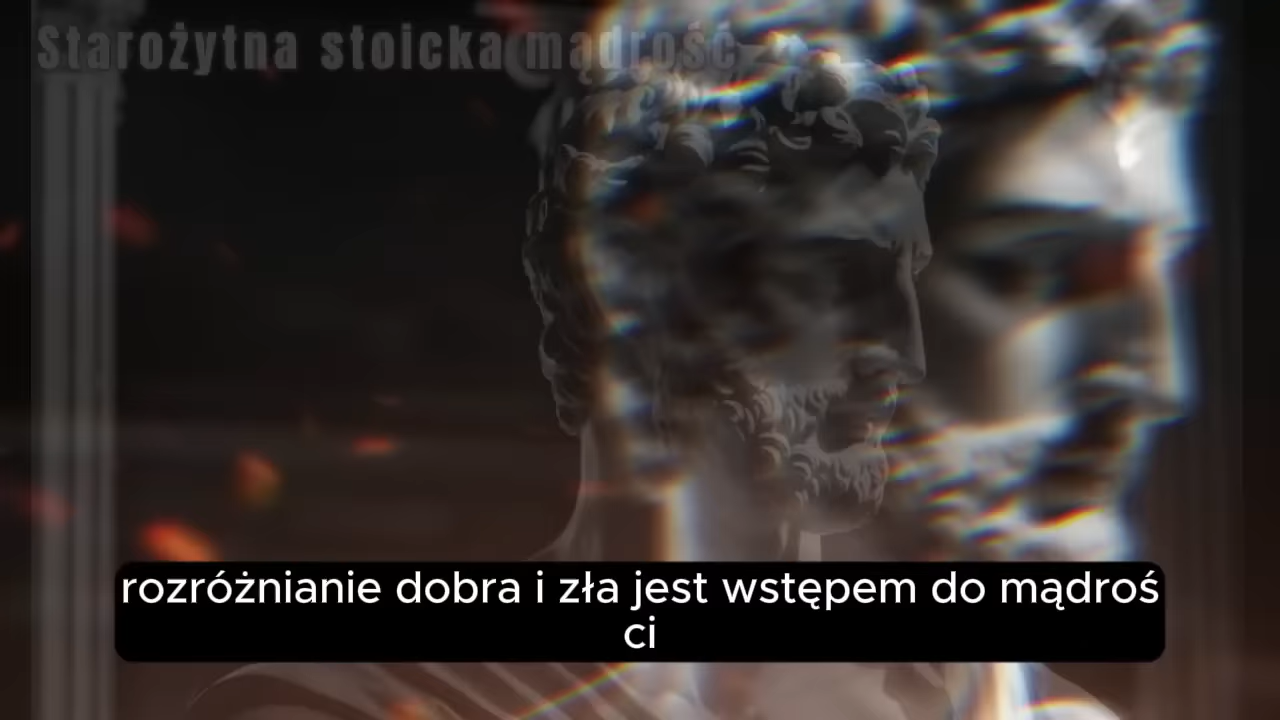 Starożytna stoicka mądrość
rozróżnianie dobra i zła jest wstępem do mądroś
ci